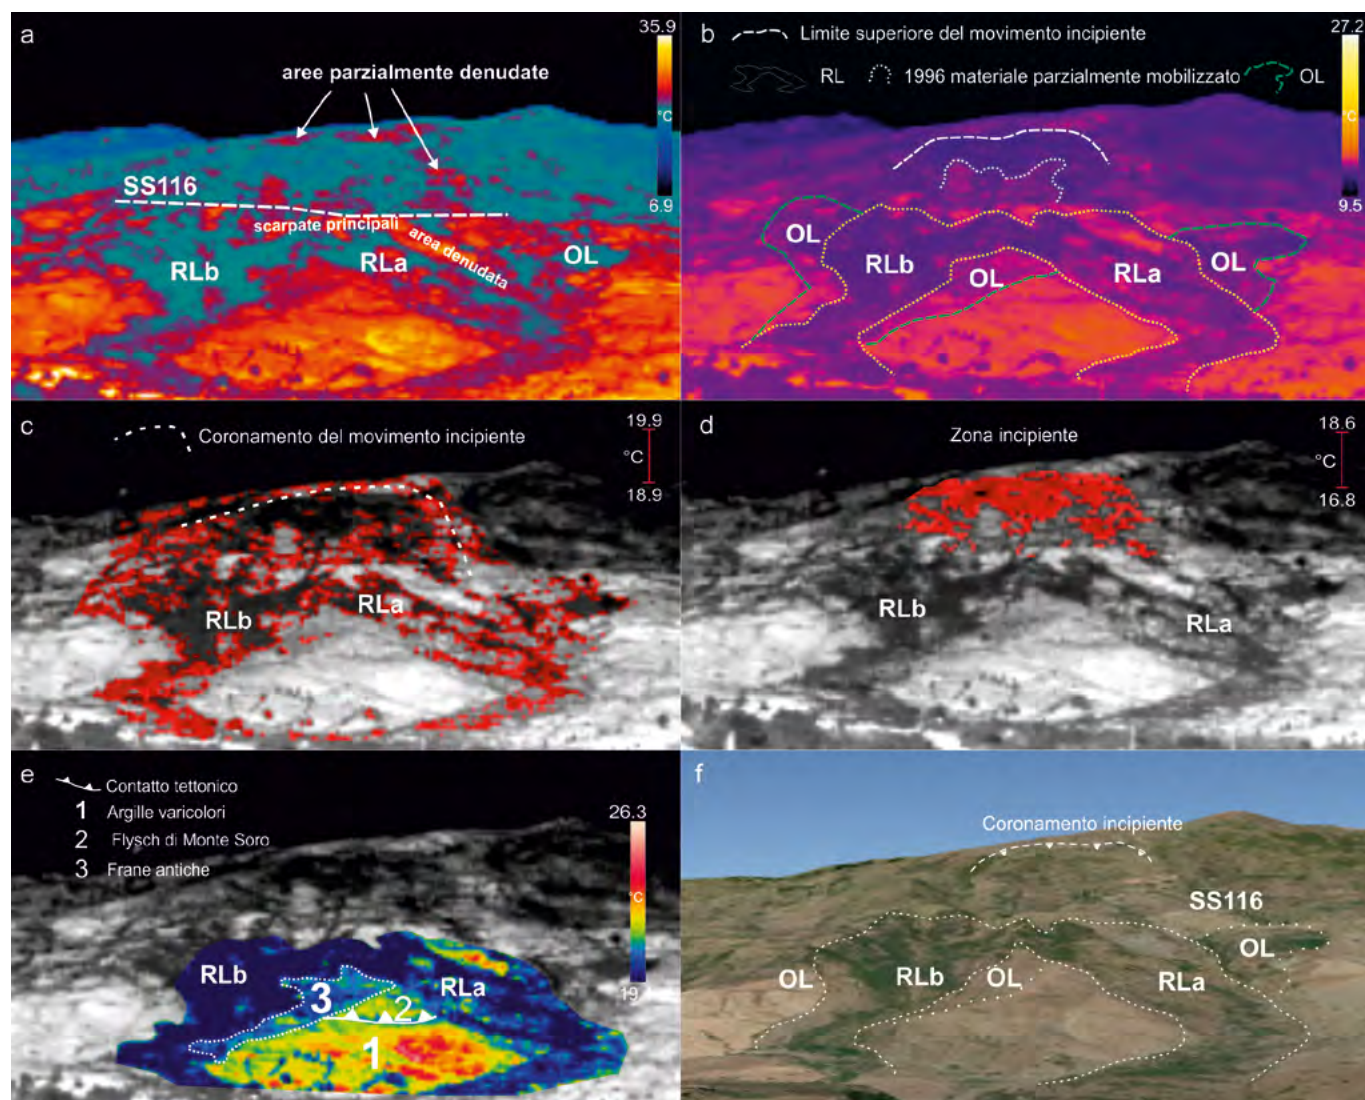 a
35.9
aree parzialmente denudate
°C
SS116
6.9
scarpate principali
area denudata
RLb
RLa
OL
b
27.2
Limite superiore del movimento incipiente
RL
1996 materiale parzialmente mobilizzato
OL
°C
9.5
OL
RLb
OL
RLa
OL
c
19.9
Coronamento del movimento incipiente
°C
18.9
RLb
RLa
d
18.6
Zona incipiente
°C
16.8
RLb
RLa
e
Contatto tettonico
1 Argille varicolori
2 Flysch di Monte Soro
3 Frane antiche
26.3
°C
19
RLb
RLa
3
2
1
f
Coronamento incipiente
SS116
OL
OL
RLb
OL
RLa